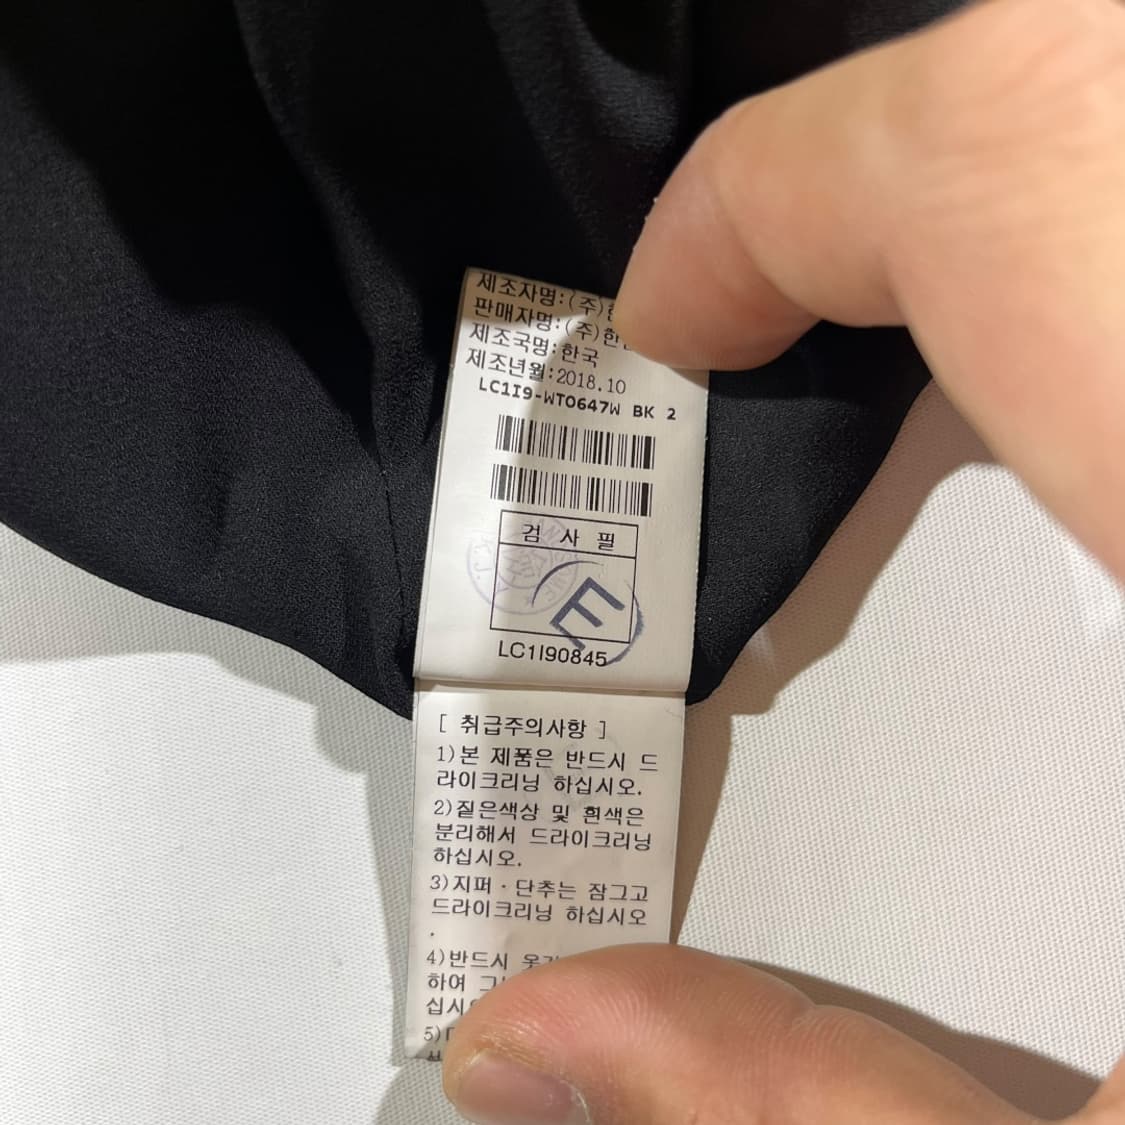 제조자명:(주)
판매자명:(주)한
제조국명:한국
제조년월:2018.10
LC1I9-WTO647W BK 2
검 사 필
E
LC1I90845
[ 취급주의사항 ]
1)본 제품은 반드시 드
라이크리닝 하십시오.
2)짙은색상 및 흰색은
분리해서 드라이크리닝
하십시오.
3)지퍼·단추는 잠그고
드라이크리닝 하십시오
.
4)반드시
하여
십시
5)